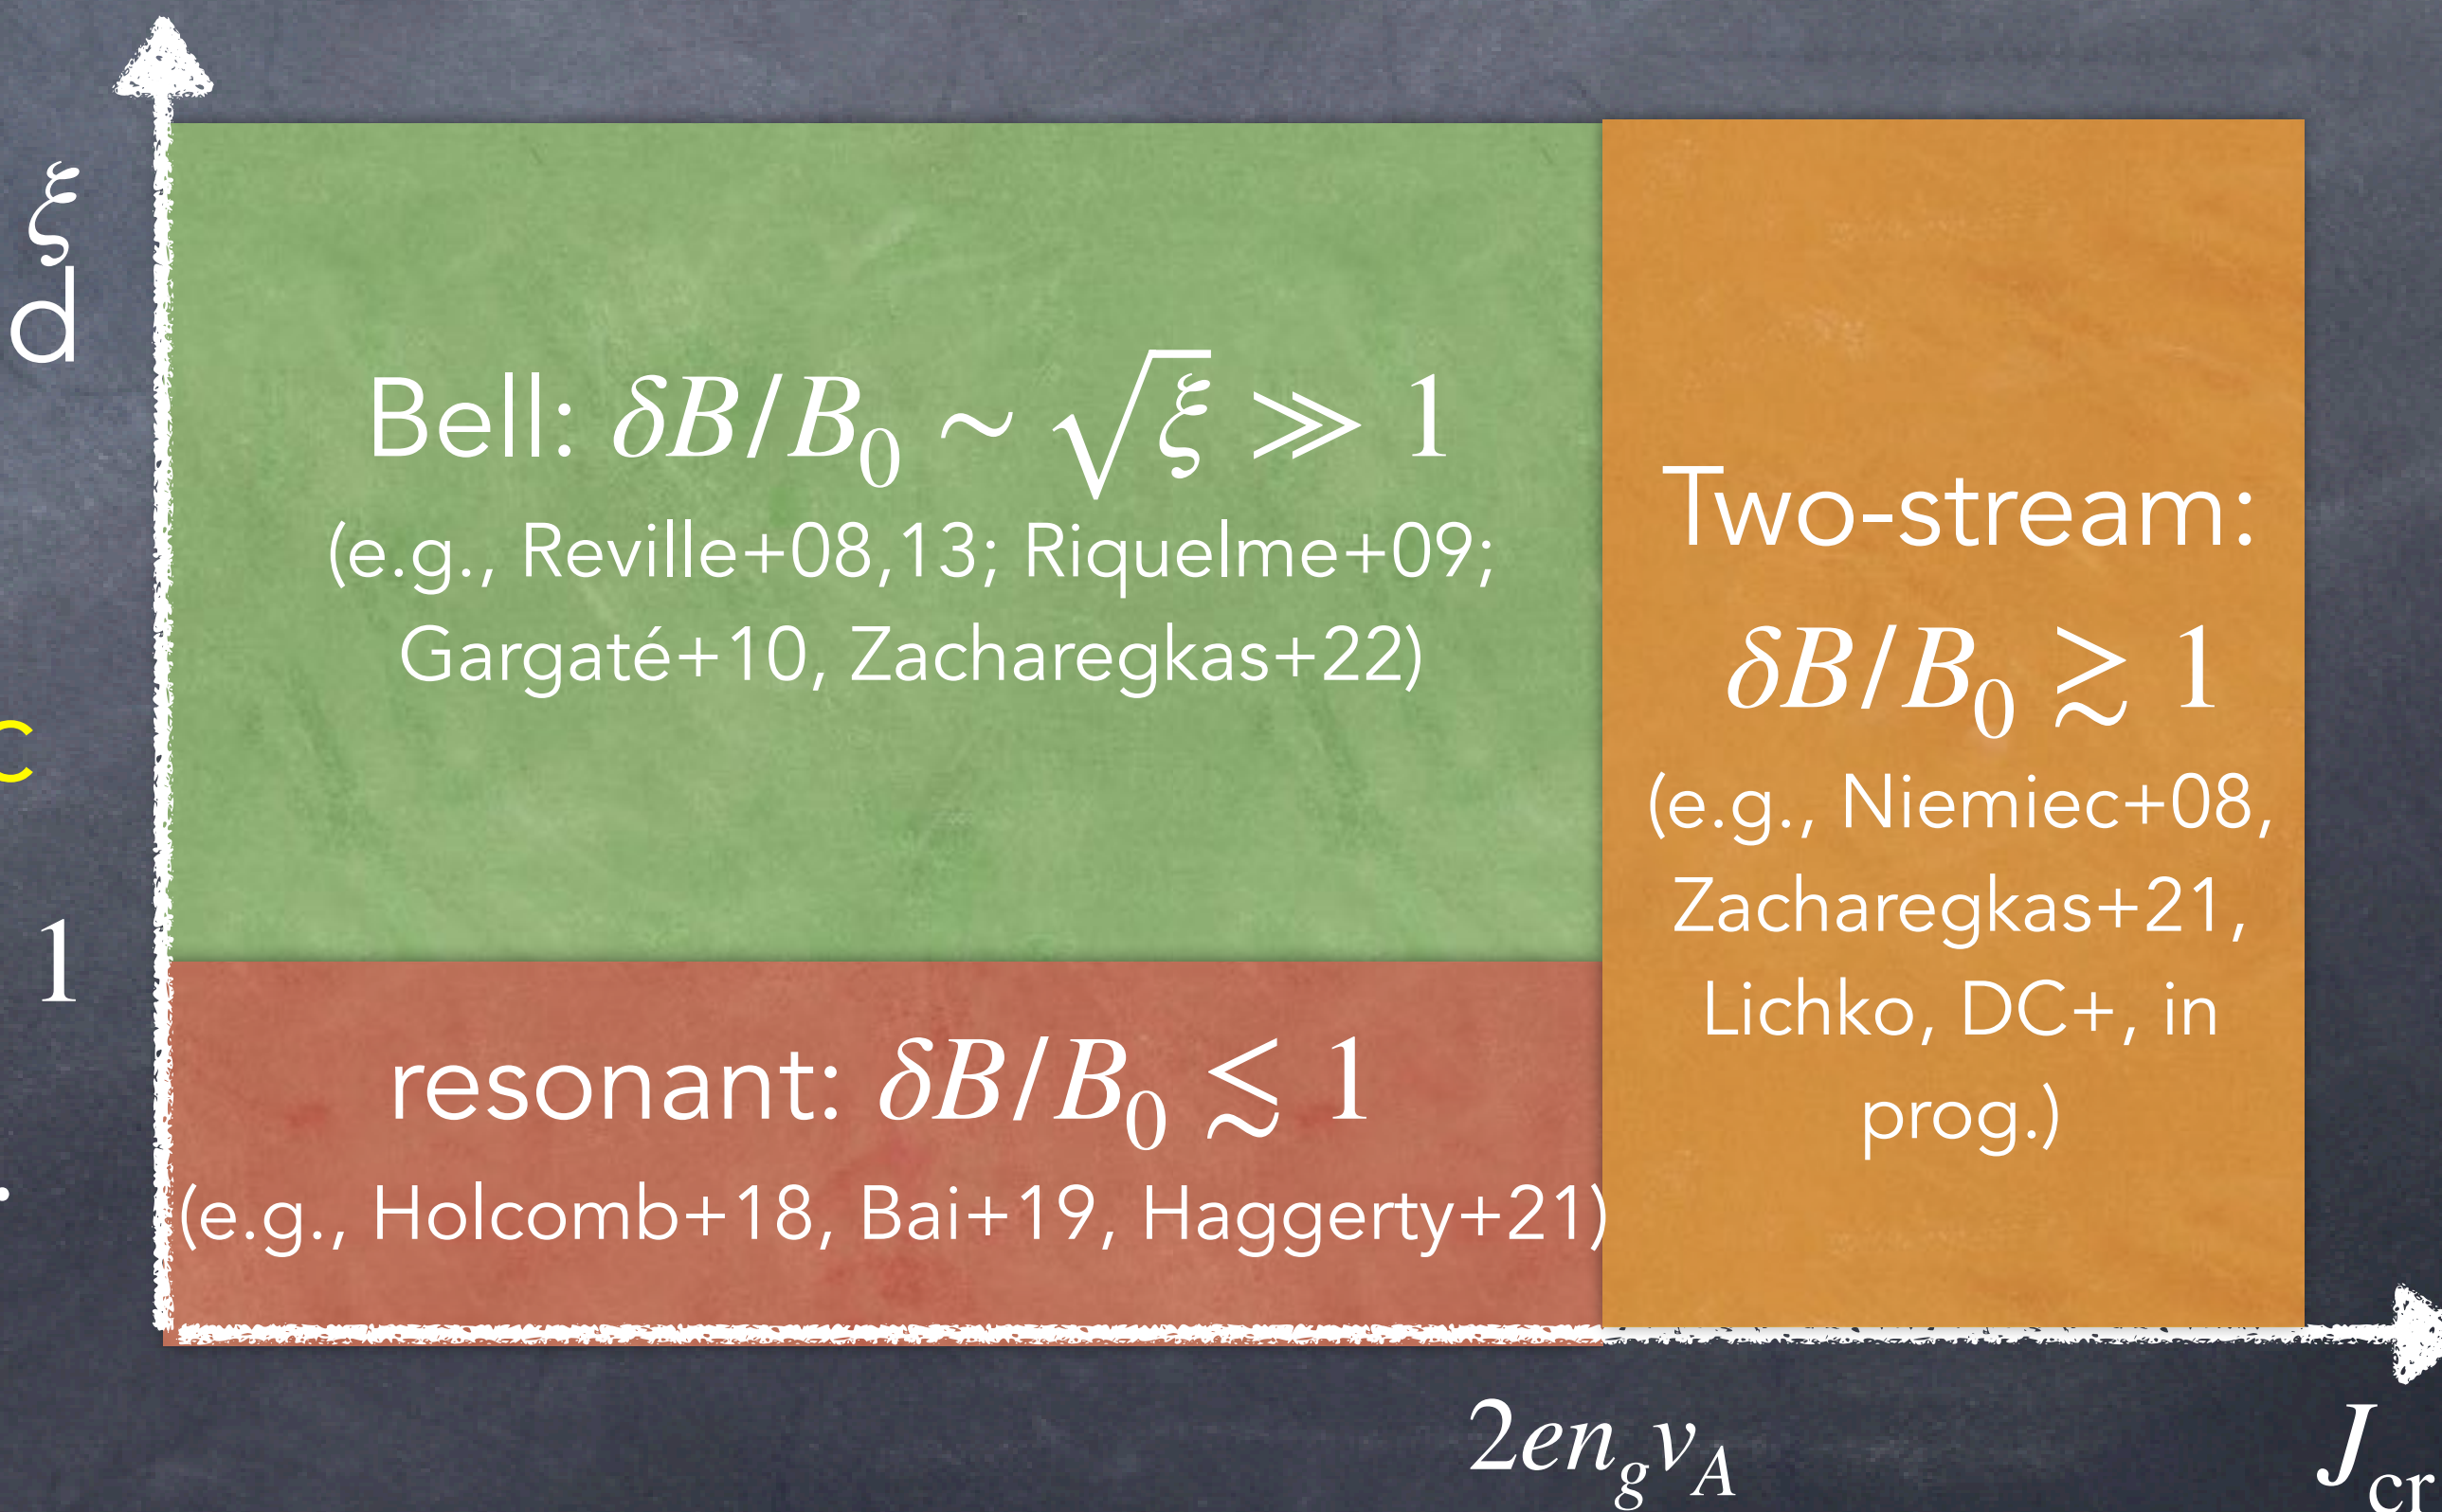 ξ
d
Bell: δB/B₀ ~ √ξ ≫ 1
(e.g., Reville+08,13; Riquelme+09;
Gargaté+10, Zacharegkas+22)
c
1
resonant: δB/B₀ ≲ 1
(e.g., Holcomb+18, Bai+19, Haggerty+21)
.
Two-stream:
δB/B₀ ≳ 1
(e.g., Niemiec+08,
Zacharegkas+21,
Lichko, DC+, in
prog.)
2en_g v_A
J_cr